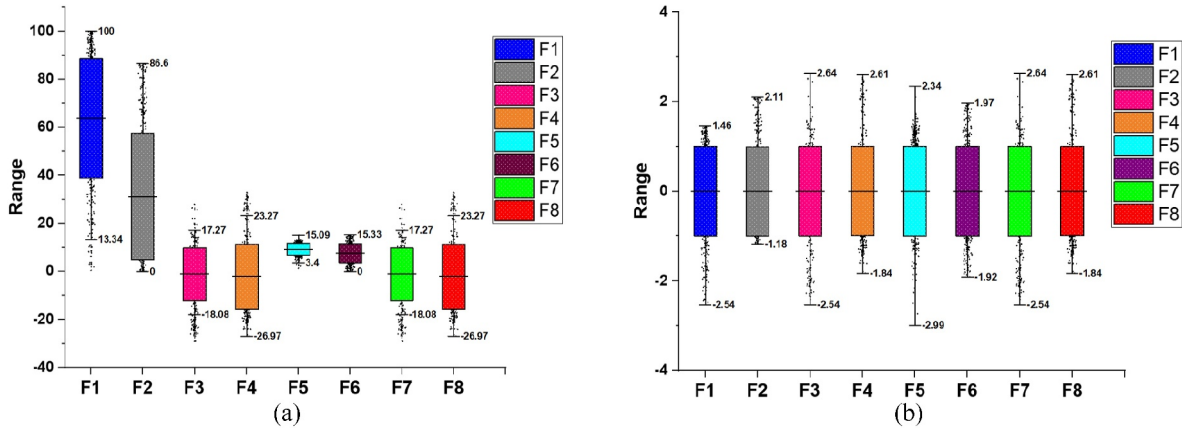 100
80
60
40
20
0
-20
-40
Range
100
13.34
86.6
0
17.27
-18.08
23.27
-26.97
15.09
3.4
15.33
0
17.27
-18.08
23.27
-26.97
F1
F2
F3
F4
F5
F6
F7
F8
F1 F2 F3 F4 F5 F6 F7 F8
(a)
4
2
0
-2
-4
Range
1.46
-2.54
2.11
-1.18
2.64
-2.54
2.61
-1.84
2.34
-2.99
1.97
-1.92
2.64
-2.54
2.61
-1.84
F1
F2
F3
F4
F5
F6
F7
F8
F1 F2 F3 F4 F5 F6 F7 F8
(b)